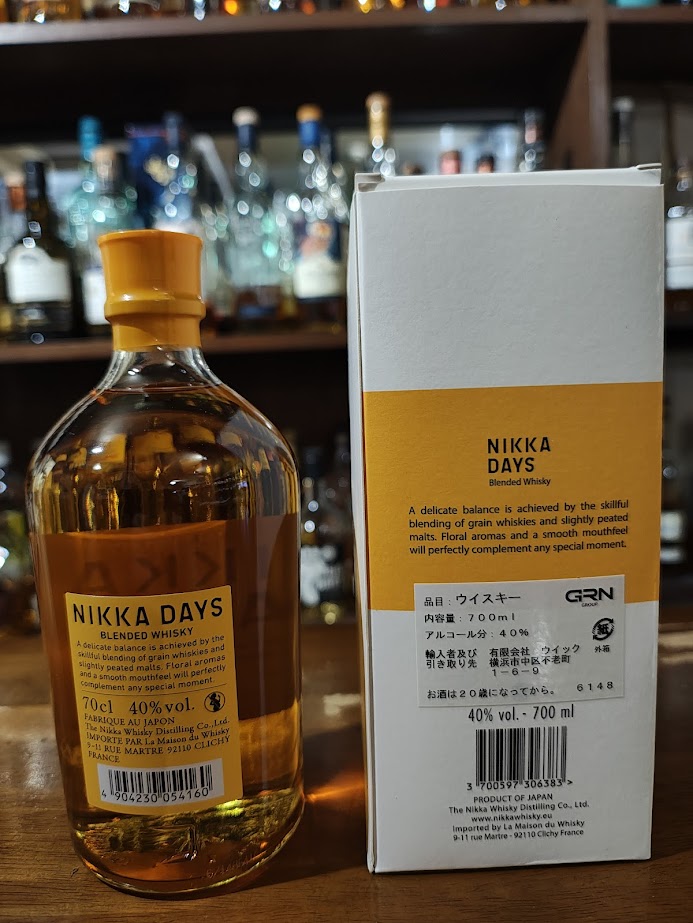 NIKKA DAYS
BLENDED WHISKY
A delicate balance is achieved by the
skillful blending of grain whiskies and
slightly peated malts. Floral aromas
and a smooth mouthfeel will perfectly
complement any special moment.
70cl 40%vol.
FABRIQUE AU JAPON
The Nikka Whisky Distilling Co.,Ltd.
IMPORTE PAR La Maison du Whisky
9-11 RUE MARTRE 92110 CLICHY
FRANCE
4 904230 054160
NIKKA
DAYS
Blended Whisky
A delicate balance is achieved by the skillful
blending of grain whiskies and slightly peated
malts. Floral aromas and a smooth mouthfeel
will perfectly complement any special moment.
品目：ウイスキー
GRN
GROUP
内容量：700ml
アルコール分：40%
紙
外箱
輸入者及び 有限会社 ウイック
引き取り先 横浜市中区不老町
1－6－9
お酒は20歳になってから。 6148
40% vol. - 700 ml
3 700597 306383>
PRODUCT OF JAPAN
The Nikka Whisky Distilling Co., Ltd.
www.nikkawhisky.eu
Imported by La Maison du Whisky
9-11 rue Martre - 92110 Clichy France